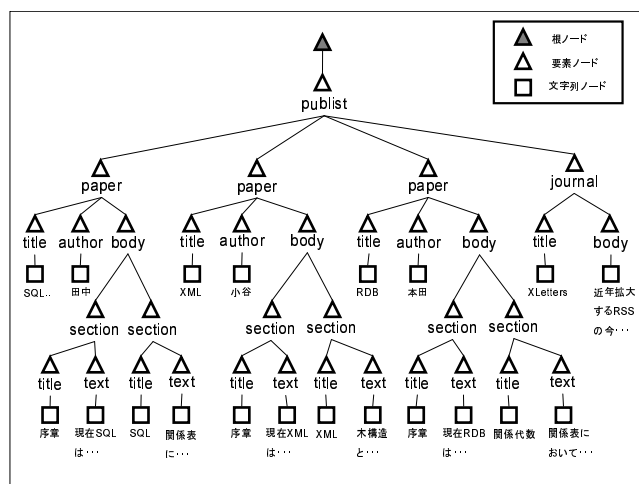 根ノード
要素ノード
文字列ノード
publist
paper paper paper journal
title author body title author body title author body title body
SQL‥ 田中 XML 小谷 RDB 本田 XLetters 近年拡大
するRSS
の今・・・
section section section section section section
title text title text title text title text title text title text
序章 現在SQL SQL 関係表 序章 現在XML XML 木構造 序章 現在RDB 関係代数 関係表に
は・・・ に・・・ は・・・ と・・・ は・・・ おいて・・・